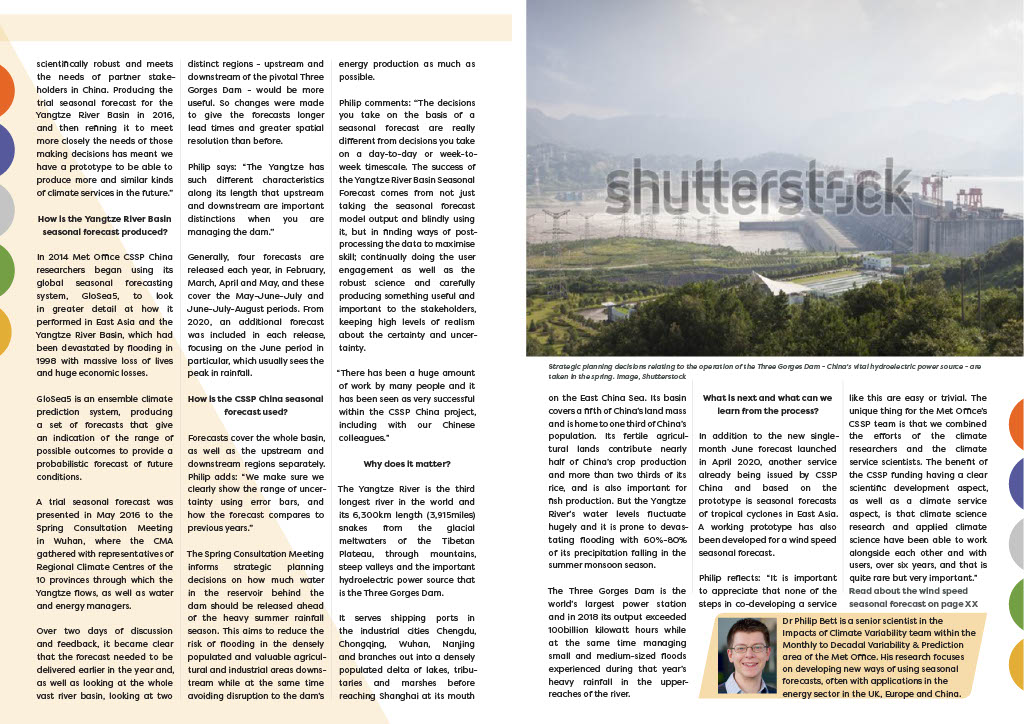 scientifically robust and meets
the needs of partner stake-
holders in China. Producing the
trial seasonal forecast for the
Yangtze River Basin in 2016,
and then refining it to meet
more closely the needs of those
making decisions has meant we
have a prototype to be able to
produce more and similar kinds
of climate services in the future."
How is the Yangtze River Basin
seasonal forecast produced?
In 2014 Met Office CSSP China
researchers began using its
global seasonal forecasting
system, GloSea5, to look
in greater detail at how it
performed in East Asia and the
Yangtze River Basin, which had
been devastated by flooding in
1998 with massive loss of lives
and huge economic losses.
GloSea5 is an ensemble climate
prediction system, producing
a set of forecasts that give
an indication of the range of
possible outcomes to provide a
probabilistic forecast of future
conditions.
A trial seasonal forecast was
presented in May 2016 to the
Spring Consultation Meeting
in Wuhan, where the CMA
gathered with representatives of
Regional Climate Centres of the
10 provinces through which the
Yangtze flows, as well as water
and energy managers.
Over two days of discussion
and feedback, it became clear
that the forecast needed to be
delivered earlier in the year and,
as well as looking at the whole
vast river basin, looking at two
distinct regions - upstream and
downstream of the pivotal Three
Gorges Dam - would be more
useful. So changes were made
to give the forecasts longer
lead times and greater spatial
resolution than before.
Philip says: "The Yangtze has
such different characteristics
along its length that upstream
and downstream are important
distinctions when you are
managing the dam."
Generally, four forecasts are
released each year, in February,
March, April and May, and these
cover the May-June-July and
June-July-August periods. From
2020, an additional forecast
was included in each release,
focusing on the June period in
particular, which usually sees the
peak in rainfall.
How is the CSSP China seasonal
forecast used?
Forecasts cover the whole basin,
as well as the upstream and
downstream regions separately.
Philip adds: "We make sure we
clearly show the range of uncer-
tainty using error bars, and
how the forecast compares to
previous years."
The Spring Consultation Meeting
informs strategic planning
decisions on how much water
in the reservoir behind the
dam should be released ahead
of the heavy summer rainfall
season. This aims to reduce the
risk of flooding in the densely
populated and valuable agricul-
tural and industrial areas downs-
tream while at the same time
avoiding disruption to the dam's
energy production as much as
possible.
Philip comments: "The decisions
you take on the basis of a
seasonal forecast are really
different from decisions you take
on a day-to-day or week-to-
week timescale. The success of
the Yangtze River Basin Seasonal
Forecast comes from not just
taking the seasonal forecast
model output and blindly using
it, but in finding ways of post-
processing the data to maximise
skill; continually doing the user
engagement as well as the
robust science and carefully
producing something useful and
important to the stakeholders,
keeping high levels of realism
about the certainty and uncer-
tainty.
"There has been a huge amount
of work by many people and it
has been seen as very successful
within the CSSP China project,
including with our Chinese
colleagues."
Why does it matter?
The Yangtze River is the third
longest river in the world and
its 6,300km length (3,915miles)
snakes from the glacial
meltwaters of the Tibetan
Plateau, through mountains,
steep valleys and the important
hydroelectric power source that
is the Three Gorges Dam.
It serves shipping ports in
the industrial cities Chengdu,
Chongqing, Wuhan, Nanjing
and branches out into a densely
populated delta of lakes, tribu-
taries and marshes before
reaching Shanghai at its mouth
shutterstock
Strategic planning decisions relating to the operation of the Three Gorges Dam - China's vital hydroelectric power source - are
taken in the spring. Image, Shutterstock
on the East China Sea. Its basin
covers a fifth of China's land mass
and is home to one third of China's
population. Its fertile agricul-
tural lands contribute nearly
half of China's crop production
and more than two thirds of its
rice, and is also important for
fish production. But the Yangtze
River's water levels fluctuate
hugely and it is prone to devas-
tating flooding with 60%-80%
of its precipitation falling in the
summer monsoon season.
The Three Gorges Dam is the
world's largest power station
and in 2018 its output exceeded
100billion kilowatt hours while
at the same time managing
small and medium-sized floods
experienced during that year's
heavy rainfall in the upper-
reaches of the river.
What is next and what can we
learn from the process?
In addition to the new single-
month June forecast launched
in April 2020, another service
already being issued by CSSP
China and based on the
prototype is seasonal forecasts
of tropical cyclones in East Asia.
A working prototype has also
been developed for a wind speed
seasonal forecast.
Philip reflects: "It is important
to appreciate that none of the
steps in co-developing a service
like this are easy or trivial. The
unique thing for the Met Office's
CSSP team is that we combined
the efforts of the climate
researchers and the climate
service scientists. The benefit of
the CSSP funding having a clear
scientific development aspect,
as well as a climate service
aspect, is that climate science
research and applied climate
science have been able to work
alongside each other and with
users, over six years, and that is
quite rare but very important."
Read about the wind speed
seasonal forecast on page XX
Dr Philip Bett is a senior scientist in the
Impacts of Climate Variability team within the
Monthly to Decadal Variability & Prediction
area of the Met Office. His research focuses
on developing new ways of using seasonal
forecasts, often with applications in the
energy sector in the UK, Europe and China.